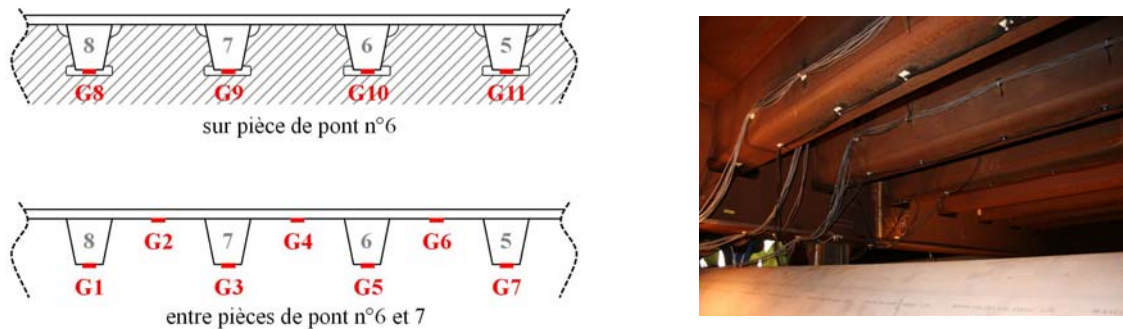 8 7 6 5
G8 G9 G10 G11
sur pièce de pont n°6
8 7 6 5
G2 G4 G6
G1 G3 G5 G7
entre pièces de pont n°6 et 7